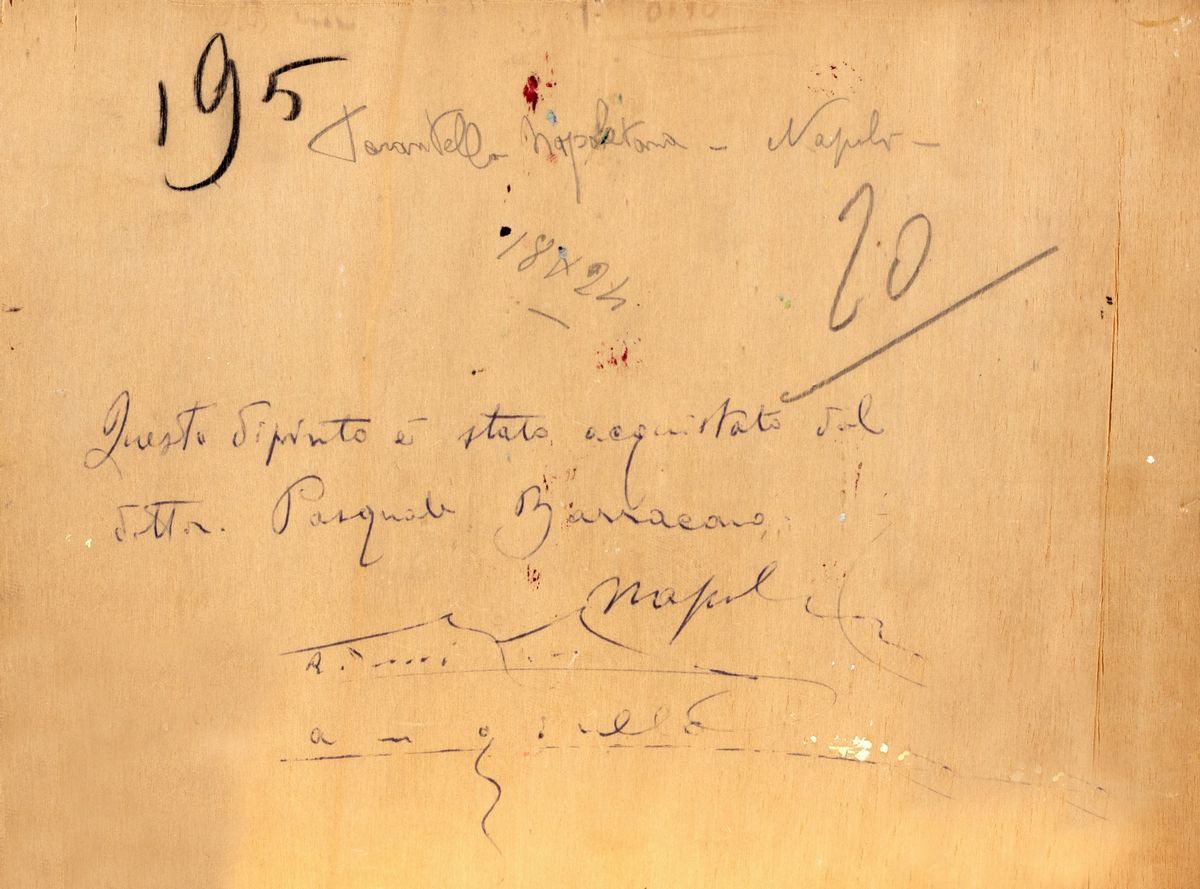 195
Tarantella Napoletana - Napoli -
20
18x24
Questo dipinto è stato acquistato dal
dottor. Pasquale Barracano
Napoli